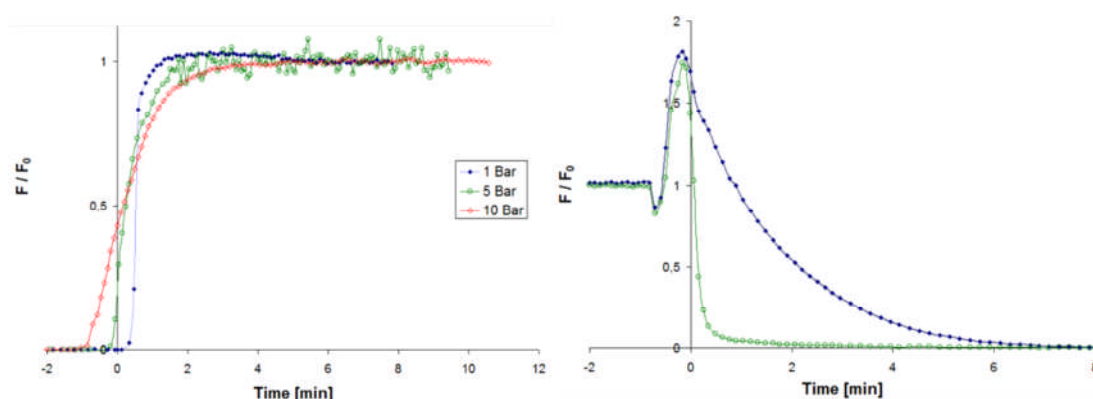 1
0,5
0
-2 0 2 4 6 8 10 12
F / F₀
Time [min]
1 Bar
5 Bar
10 Bar
2
1,5
1
0,5
0
-2 0 2 4 6 8
F / F₀
Time [min]